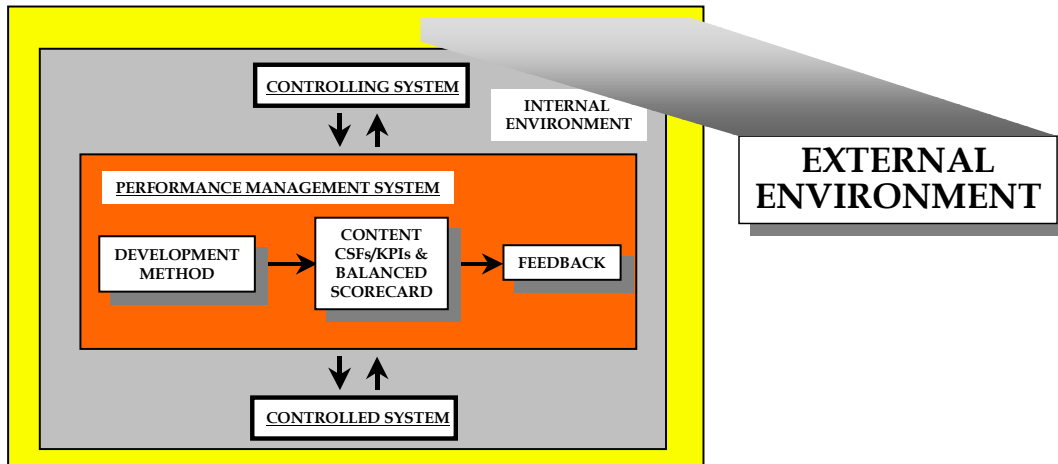 CONTROLLING SYSTEM
INTERNAL
ENVIRONMENT
EXTERNAL
ENVIRONMENT
PERFORMANCE MANAGEMENT SYSTEM
DEVELOPMENT
METHOD
CONTENT
CSFs/KPIs &
BALANCED
SCORECARD
FEEDBACK
CONTROLLED SYSTEM